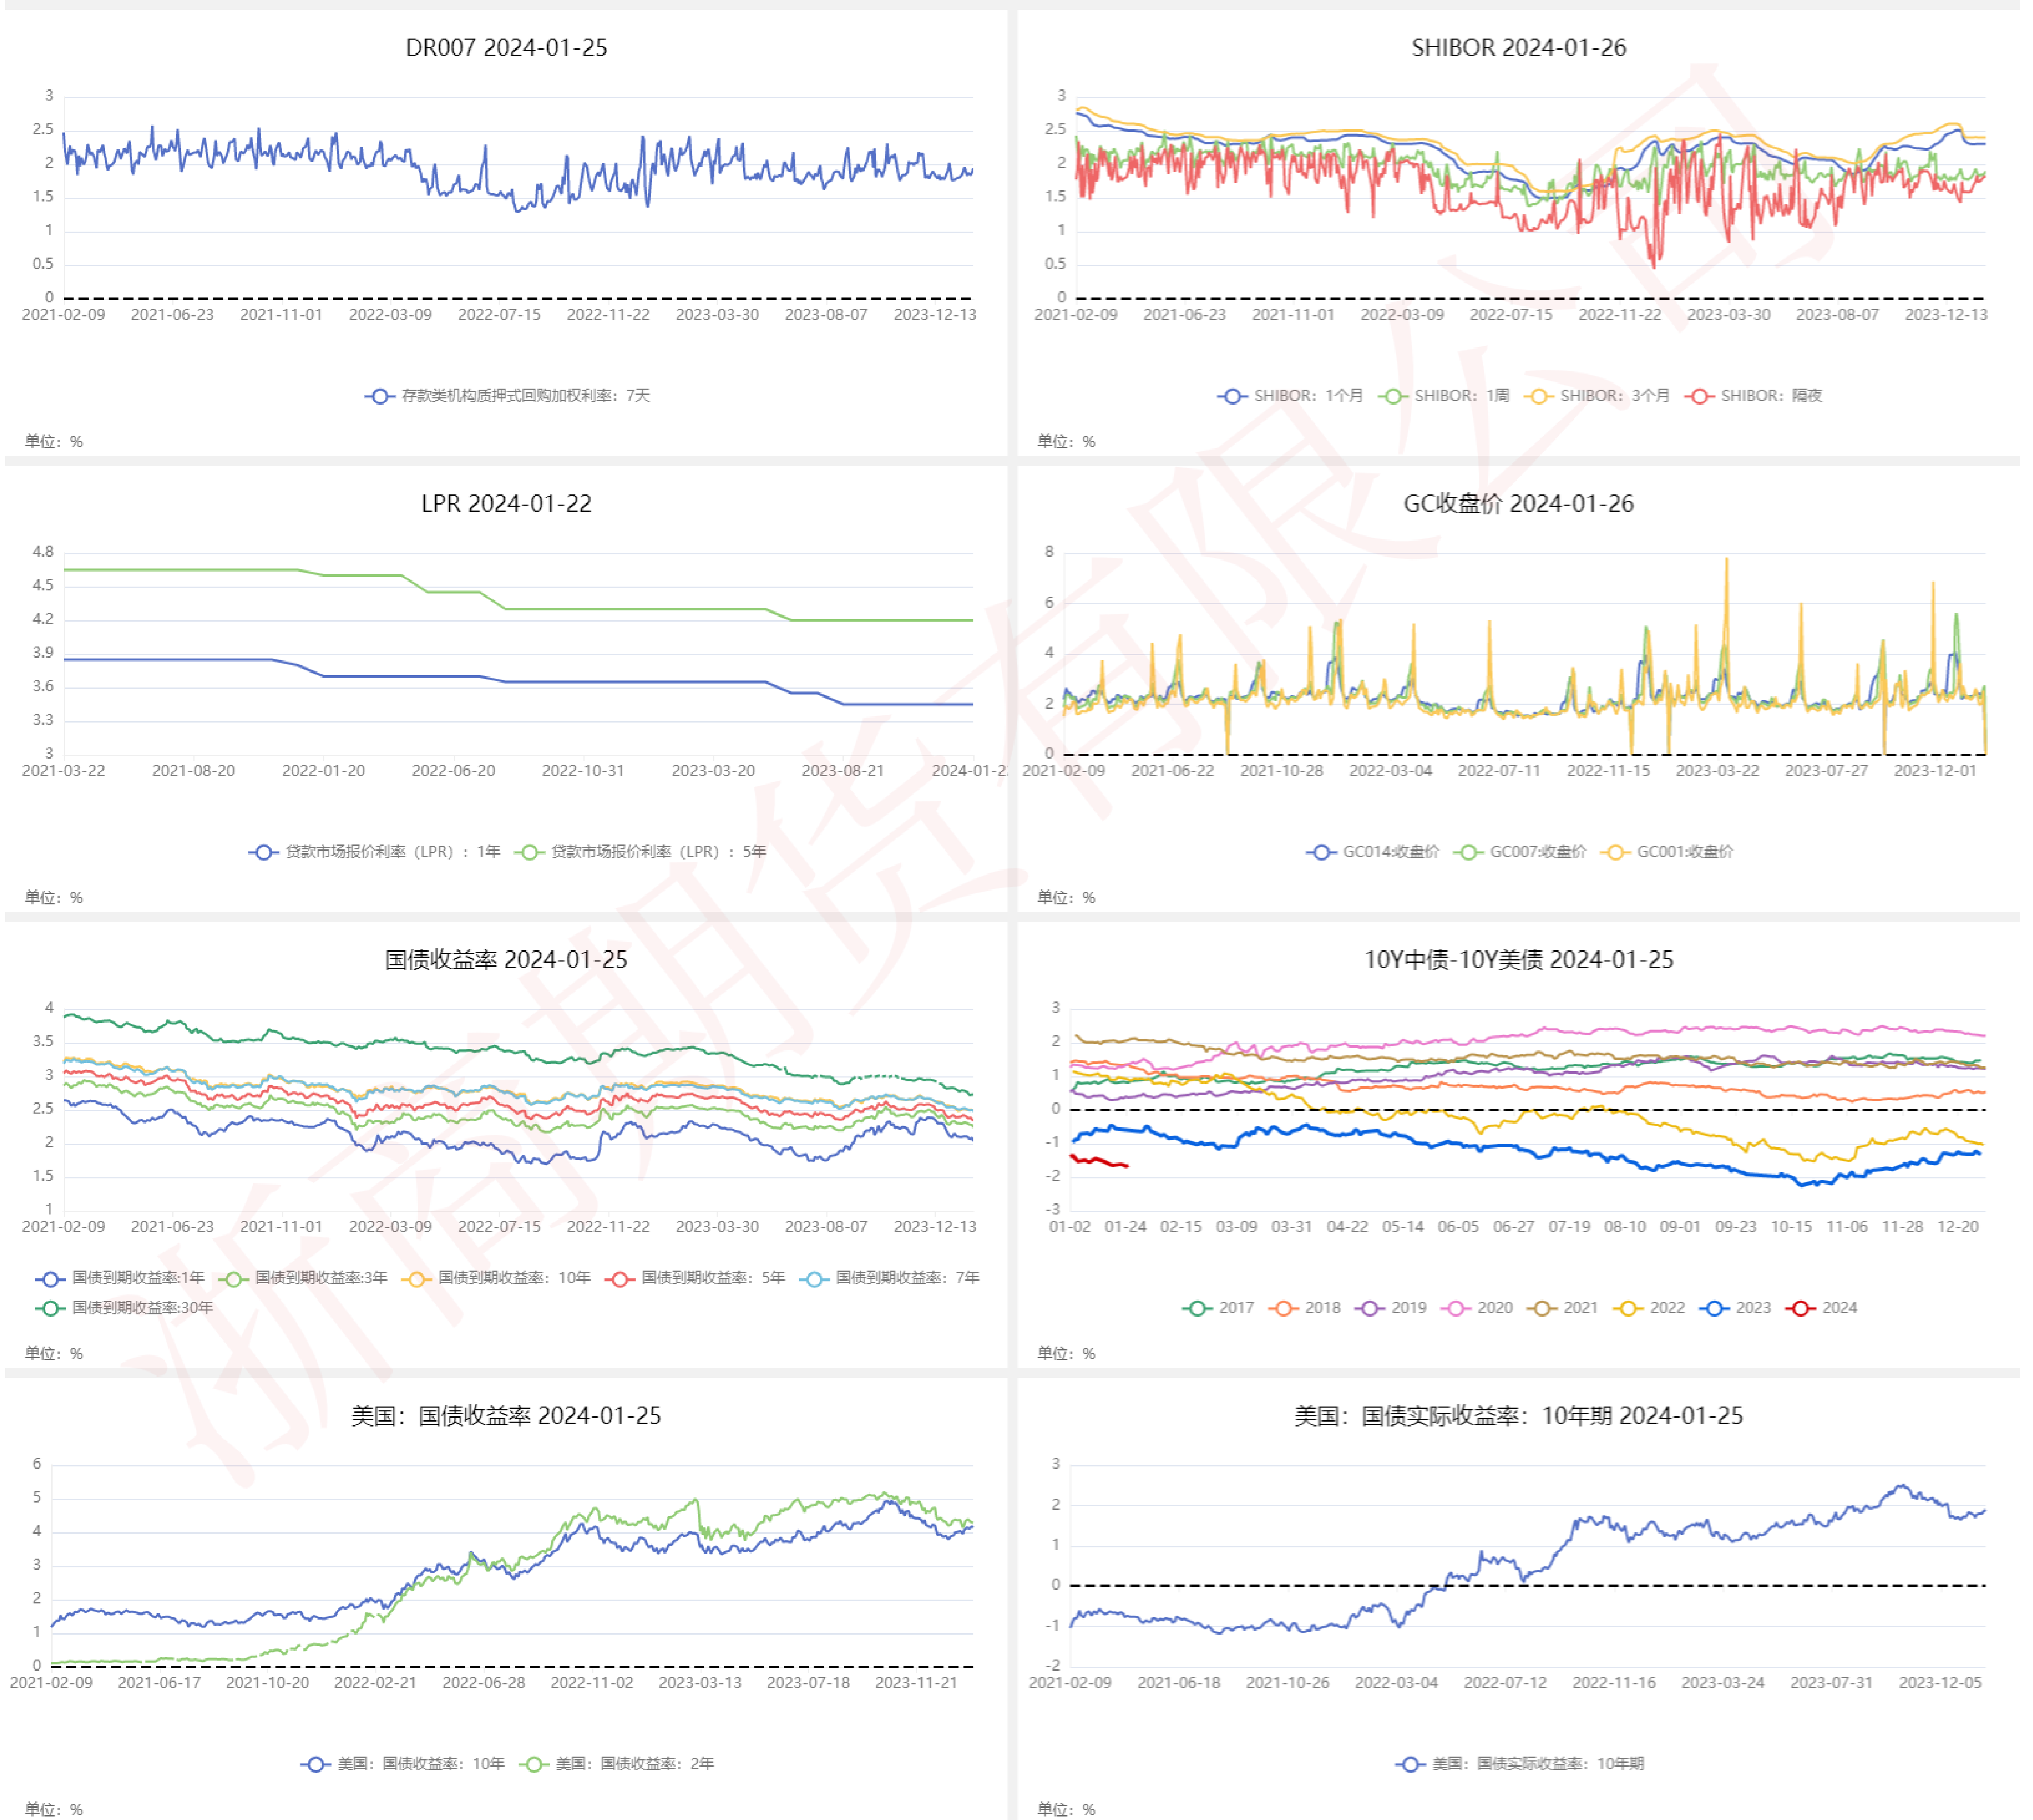 DR007 2024-01-25
3
2.5
2
1.5
1
0.5
0
2021-02-09 2021-06-23 2021-11-01 2022-03-09 2022-07-15 2022-11-22 2023-03-30 2023-08-07 2023-12-13
存款类机构质押式回购加权利率：7天
单位：%
SHIBOR 2024-01-26
3
2.5
2
1.5
1
0.5
0
2021-02-09 2021-06-23 2021-11-01 2022-03-09 2022-07-15 2022-11-22 2023-03-30 2023-08-07 2023-12-13
SHIBOR：1个月 SHIBOR：1周 SHIBOR：3个月 SHIBOR：隔夜
单位：%
LPR 2024-01-22
4.8
4.5
4.2
3.9
3.6
3.3
3
2021-03-22 2021-08-20 2022-01-20 2022-06-20 2022-10-31 2023-03-20 2023-08-21 2024-01-22
贷款市场报价利率（LPR）：1年 贷款市场报价利率（LPR）：5年
单位：%
GC收盘价 2024-01-26
8
6
4
2
0
2021-02-09 2021-06-22 2021-10-28 2022-03-04 2022-07-11 2022-11-15 2023-03-22 2023-07-27 2023-12-01
GC014:收盘价 GC007:收盘价 GC001:收盘价
单位：%
国债收益率 2024-01-25
4
3.5
3
2.5
2
1.5
1
2021-02-09 2021-06-23 2021-11-01 2022-03-09 2022-07-15 2022-11-22 2023-03-30 2023-08-07 2023-12-13
国债到期收益率:1年 国债到期收益率:3年 国债到期收益率：10年 国债到期收益率：5年 国债到期收益率：7年
国债到期收益率:30年
单位：%
10Y中债-10Y美债 2024-01-25
3
2
1
0
-1
-2
-3
01-02 01-24 02-15 03-09 03-31 04-22 05-14 06-05 06-27 07-19 08-10 09-01 09-23 10-15 11-06 11-28 12-20
2017 2018 2019 2020 2021 2022 2023 2024
单位：%
美国：国债收益率 2024-01-25
6
5
4
3
2
1
0
2021-02-09 2021-06-17 2021-10-20 2022-02-21 2022-06-28 2022-11-02 2023-03-13 2023-07-18 2023-11-21
美国：国债收益率：10年 美国：国债收益率：2年
单位：%
美国：国债实际收益率：10年期 2024-01-25
3
2
1
0
-1
-2
2021-02-09 2021-06-18 2021-10-26 2022-03-04 2022-07-12 2022-11-16 2023-03-24 2023-07-31 2023-12-05
美国：国债实际收益率：10年期
单位：%
浙商期货有限公司